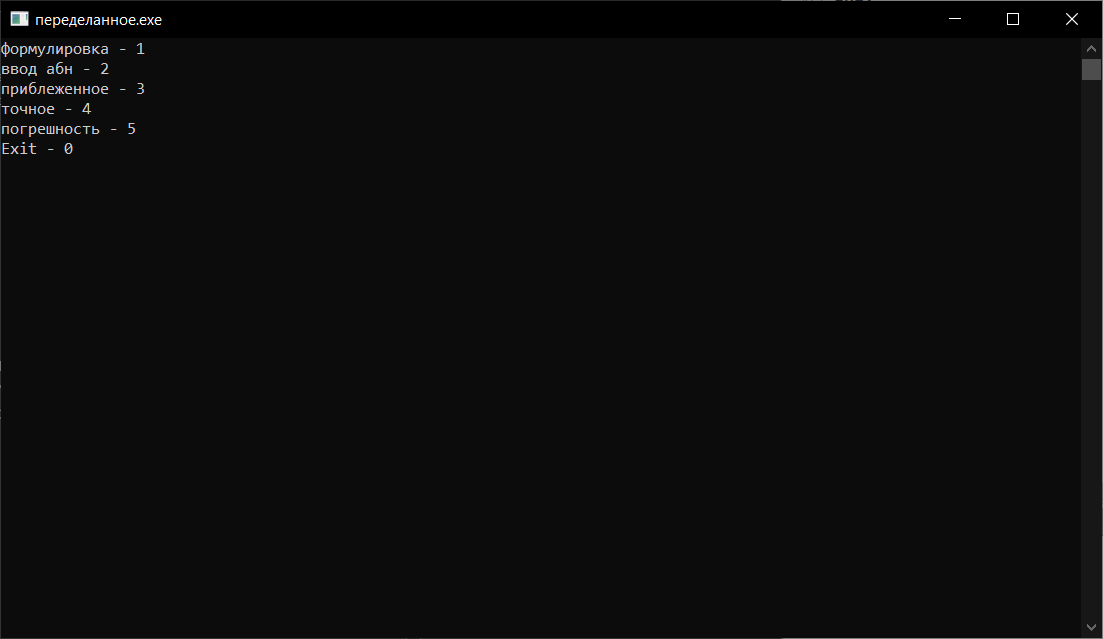 переделанное.exe
формулировка - 1
ввод абн - 2
приблеженное - 3
точное - 4
погрешность - 5
Exit - 0